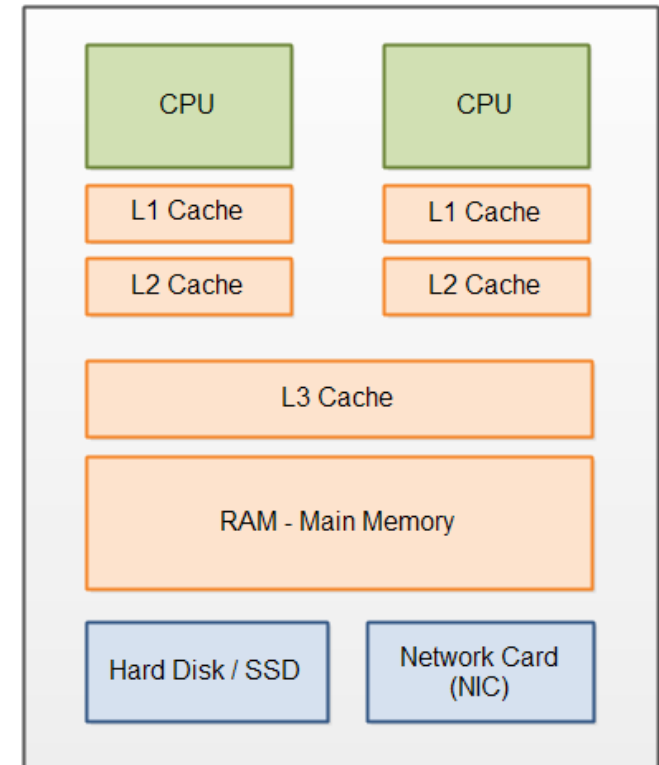 CPU
CPU
L1 Cache
L1 Cache
L2 Cache
L2 Cache
L3 Cache
RAM - Main Memory
Hard Disk / SSD
Network Card
(NIC)